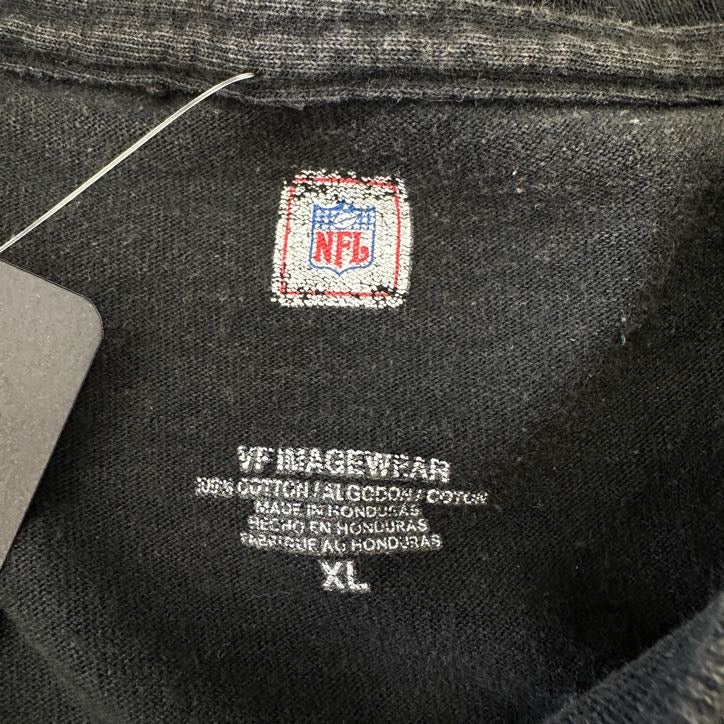 NFL
VF IMAGEWEAR
100% COTTON / ALGODON / COTON
MADE IN HONDURAS
HECHO EN HONDURAS
FABRIQUE AU HONDURAS
XL